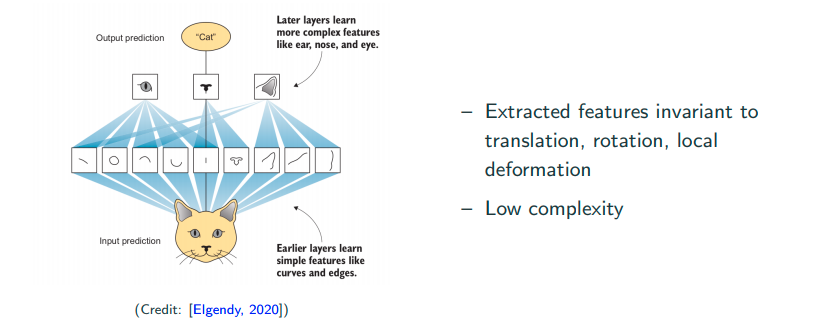 Later layers learn
more complex features
like ear, nose, and eye.
Output prediction
"Cat"
Input prediction
Earlier layers learn
simple features like
curves and edges.
(Credit: [Elgendy, 2020])
– Extracted features invariant to
translation, rotation, local
deformation
– Low complexity